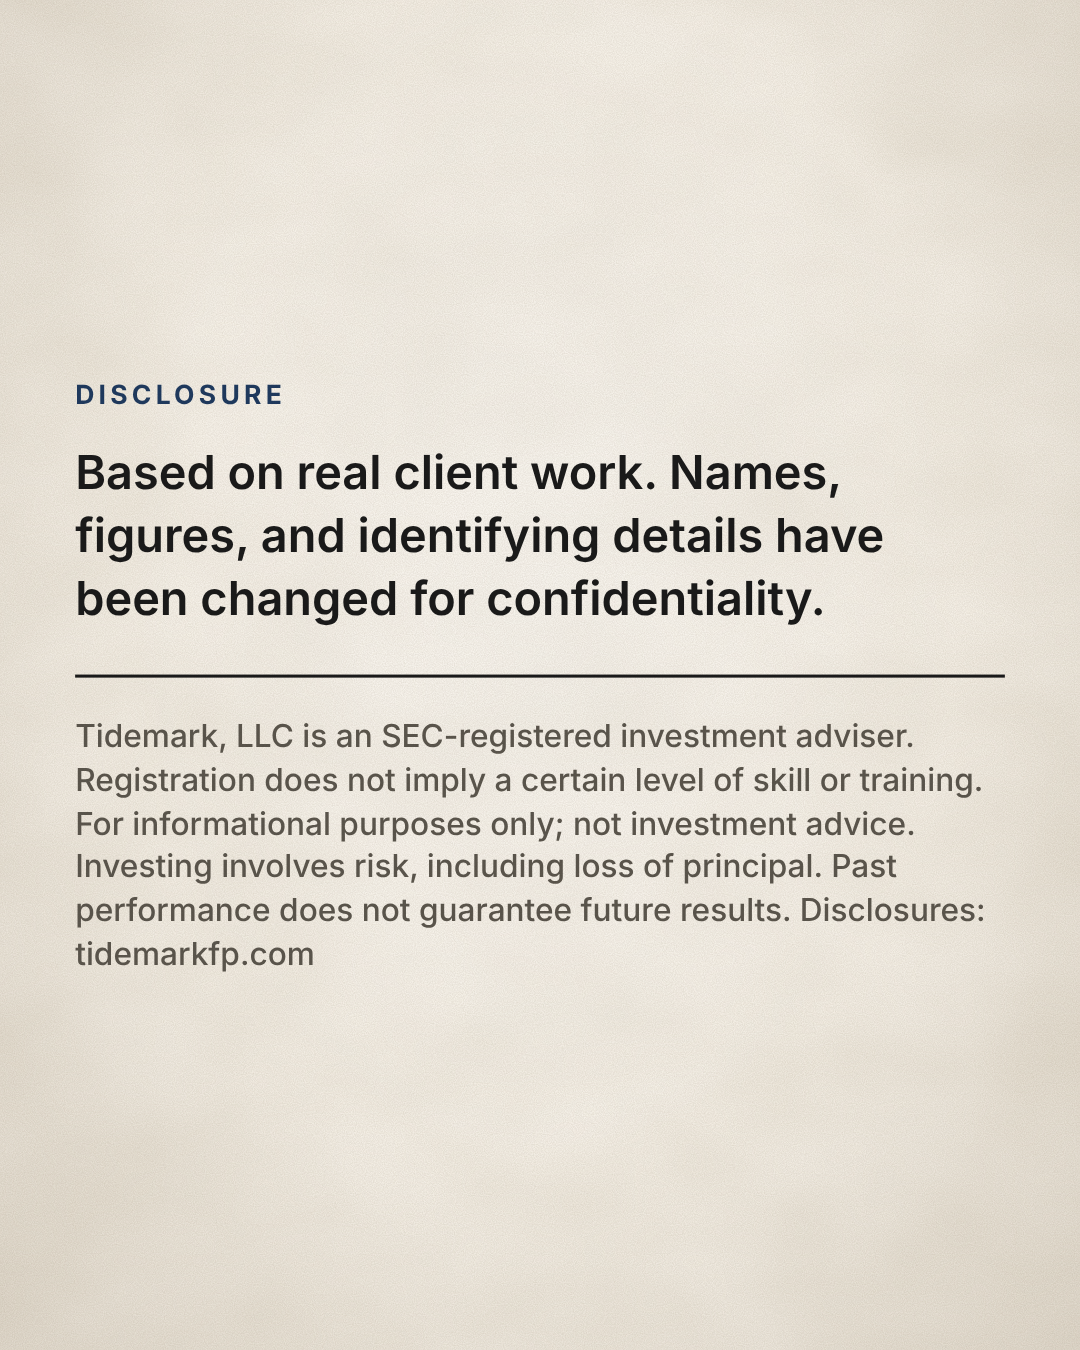 DISCLOSURE
Based on real client work. Names,
figures, and identifying details have
been changed for confidentiality.
Tidemark, LLC is an SEC-registered investment adviser.
Registration does not imply a certain level of skill or training.
For informational purposes only; not investment advice.
Investing involves risk, including loss of principal. Past
performance does not guarantee future results. Disclosures:
tidemarkfp.com